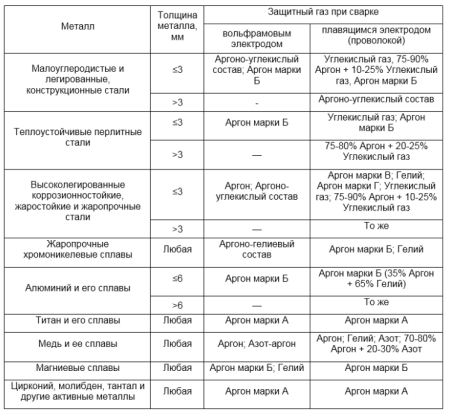 Металл
Толщина
металла,
мм
Защитный газ при сварке
вольфрамовым
электродом
плавящимся электродом
(проволокой)
Малоуглеродистые и
легированные,
конструкционные стали
≤3
Аргоно-углекислый
состав; Аргон марки
Б
Углекислый газ, 75-90%
Аргон + 10-25% Углекислый
газ, Аргон марки Б
>3
-
Аргоно-углекислый состав
Теплоустойчивые перлитные
стали
≤3
Аргон марки Б
Углекислый газ; Аргон
марки Б
>3
—
75-80% Аргон + 20-25%
Углекислый газ
Высоколегированные
коррозионностойкие,
жаростойкие и жаропрочные
стали
≤3
Аргон; Аргоно-
углекислый состав
Аргон марки В; Гелий;
Аргон марки Г; Углекислый
газ; 75-90% Аргон + 10-25%
Углекислый газ
>3
—
То же
Жаропрочные
хромоникелевые сплавы
Любая
Аргоно-гелиевый
состав
Аргон марки Б; Гелий
Алюминий и его сплавы
≤6
Аргон марки Б
Аргон марки Б (35% Аргон
+ 65% Гелий)
>6
—
То же
Титан и его сплавы
Любая
Аргон марки А
Аргон марки А
Медь и ее сплавы
Любая
Аргон; Азот-аргон
Аргон; Гелий; Азот; 70-80%
Аргон + 20-30% Азот
Магниевые сплавы
Любая
Аргон марки Б; Гелий
Аргон марки Б
Цирконий, молибден, тантал и
другие активные металлы
Любая
Аргон марки А
Аргон марки А